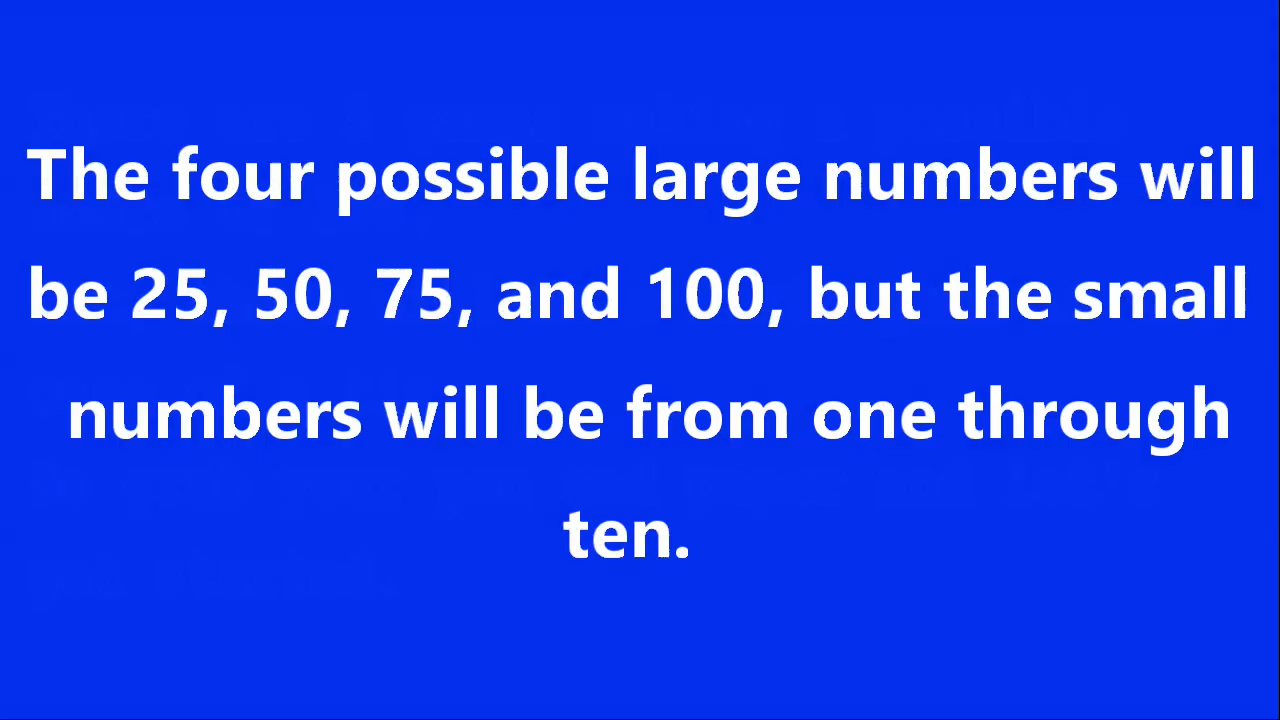 The four possible large numbers will
be 25, 50, 75, and 100, but the small
numbers will be from one through
ten.